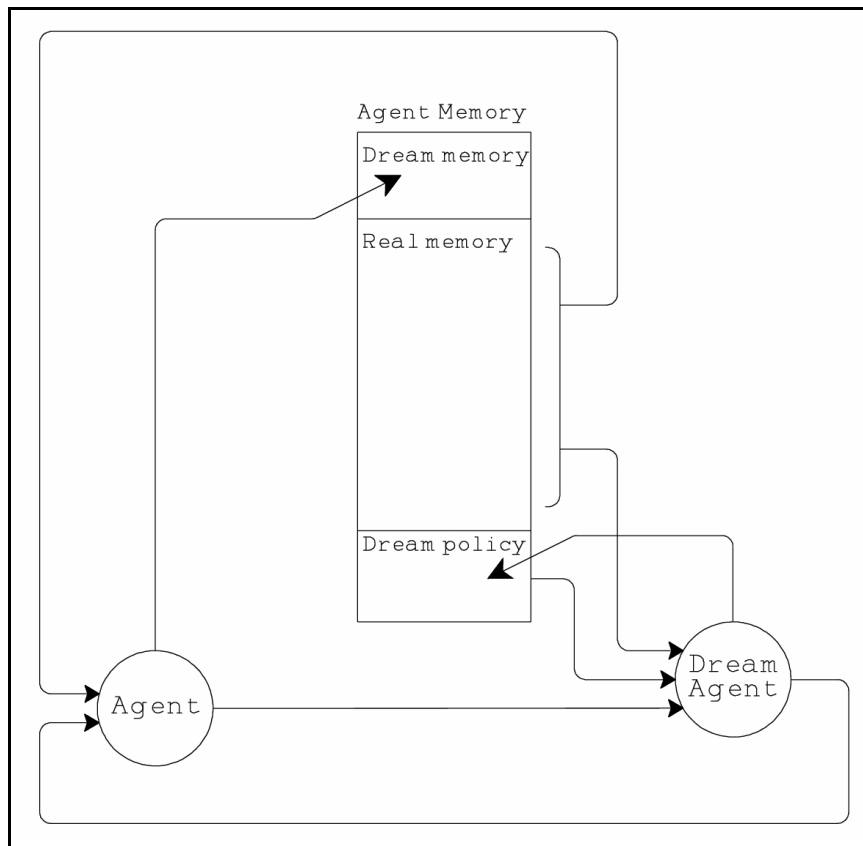 Agent Memory
Dream memory
Real memory
Dream policy
Agent
Dream
Agent